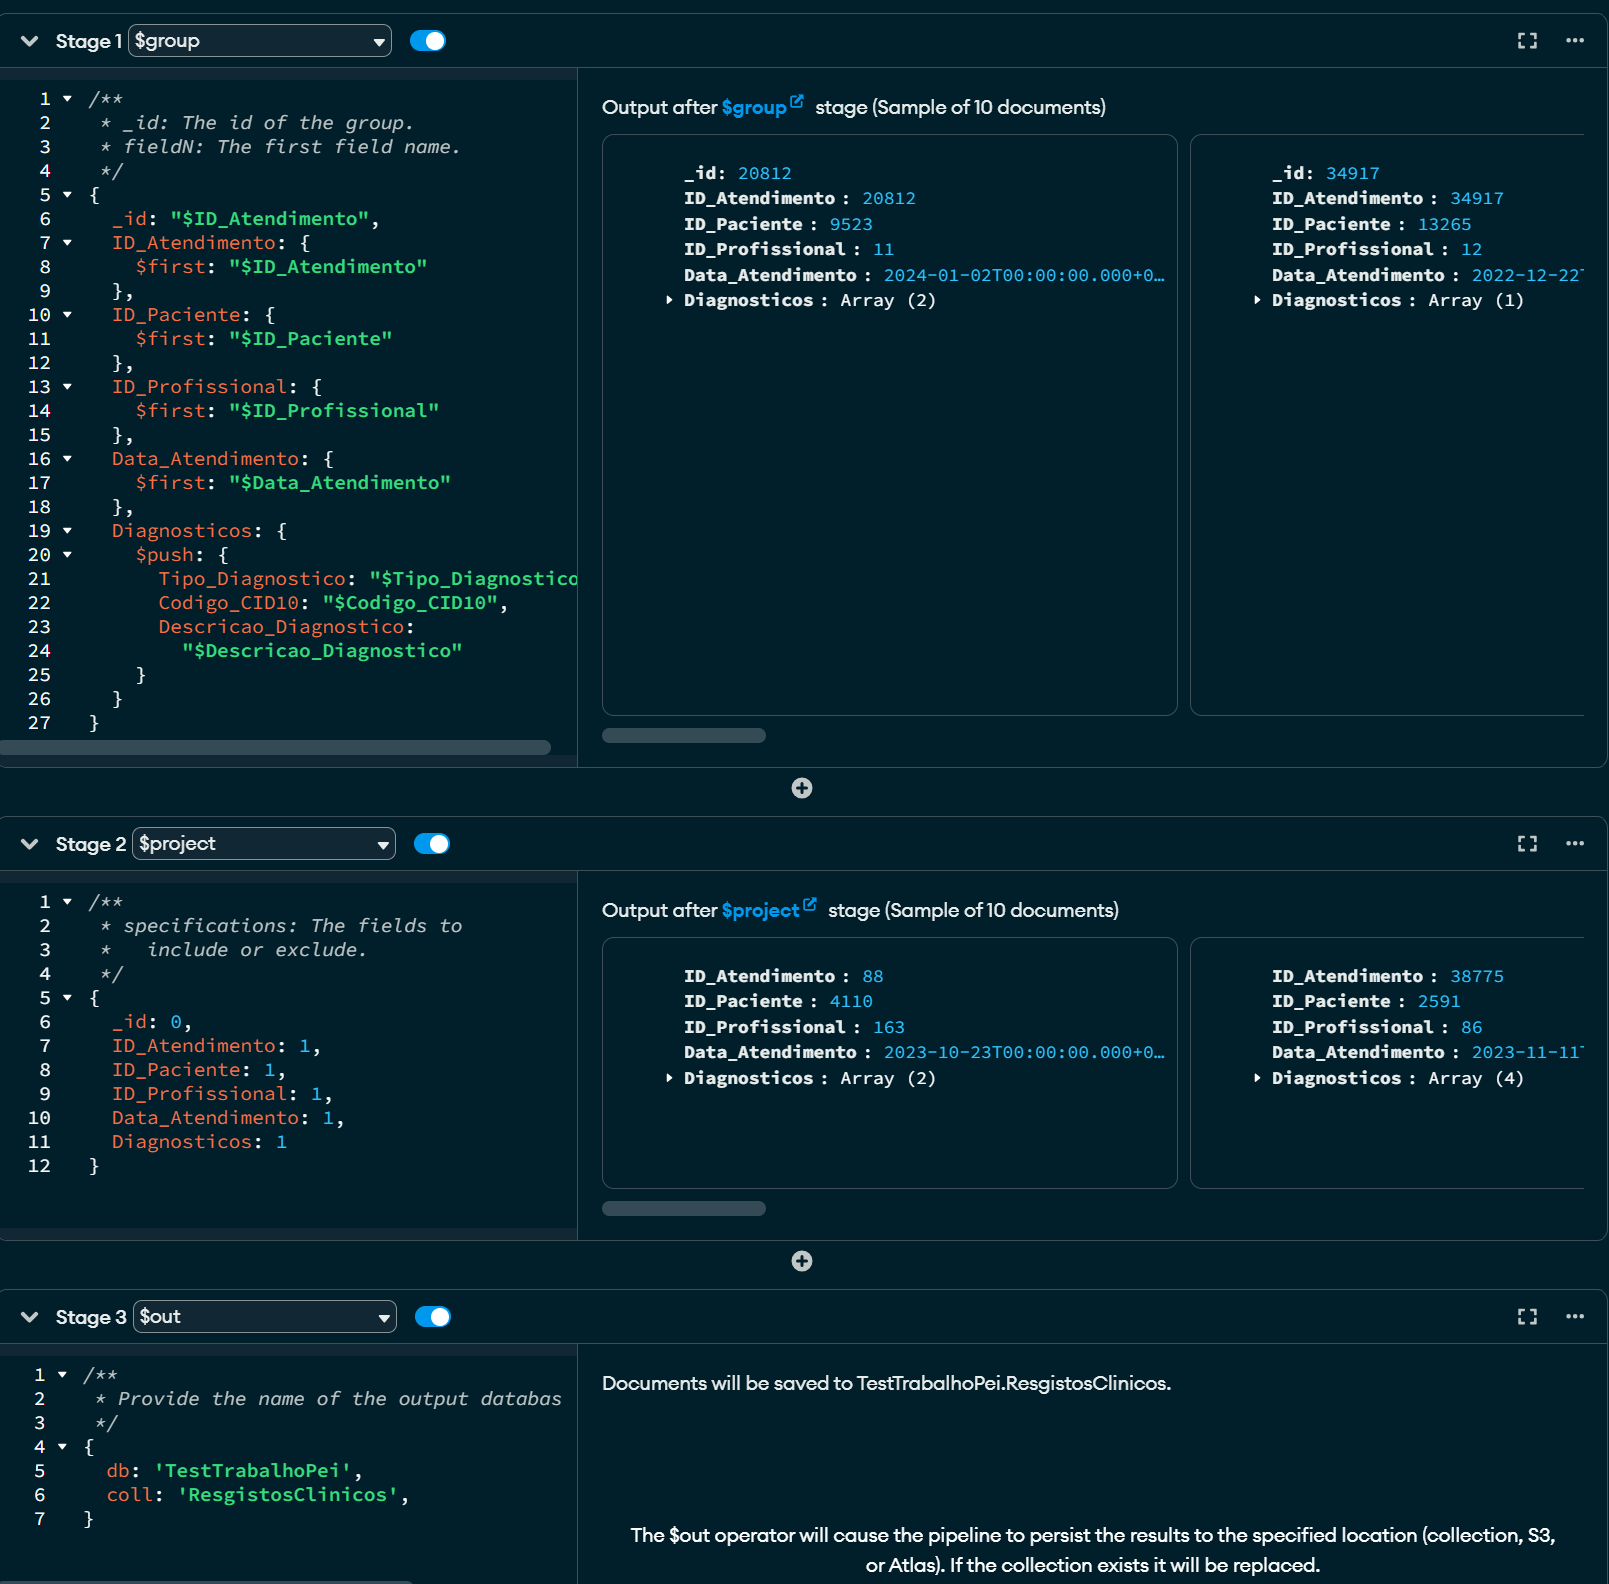 Stage 1 $group
1 /**
2 * _id: The id of the group.
3 * fieldN: The first field name.
4 */
5 {
6 _id: "$ID_Atendimento",
7 ID_Atendimento: {
8 $first: "$ID_Atendimento"
9 },
10 ID_Paciente: {
11 $first: "$ID_Paciente"
12 },
13 ID_Profissional: {
14 $first: "$ID_Profissional"
15 },
16 Data_Atendimento: {
17 $first: "$Data_Atendimento"
18 },
19 Diagnosticos: {
20 $push: {
21 Tipo_Diagnostico: "$Tipo_Diagnostico
22 Codigo_CID10: "$Codigo_CID10",
23 Descricao_Diagnostico:
24 "$Descricao_Diagnostico"
25 }
26 }
27 }
Output after $group stage (Sample of 10 documents)
_id: 20812
ID_Atendimento : 20812
ID_Paciente : 9523
ID_Profissional : 11
Data_Atendimento : 2024-01-02T00:00:00.000+0…
Diagnosticos : Array (2)
_id: 34917
ID_Atendimento : 34917
ID_Paciente : 13265
ID_Profissional : 12
Data_Atendimento : 2022-12-22T
Diagnosticos : Array (1)
Stage 2 $project
1 /**
2 * specifications: The fields to
3 * include or exclude.
4 */
5 {
6 _id: 0,
7 ID_Atendimento: 1,
8 ID_Paciente: 1,
9 ID_Profissional: 1,
10 Data_Atendimento: 1,
11 Diagnosticos: 1
12 }
Output after $project stage (Sample of 10 documents)
ID_Atendimento : 88
ID_Paciente : 4110
ID_Profissional : 163
Data_Atendimento : 2023-10-23T00:00:00.000+0…
Diagnosticos : Array (2)
ID_Atendimento : 38775
ID_Paciente : 2591
ID_Profissional : 86
Data_Atendimento : 2023-11-11T
Diagnosticos : Array (4)
Stage 3 $out
1 /**
2 * Provide the name of the output databas
3 */
4 {
5 db: 'TestTrabalhoPei',
6 coll: 'ResgistosClinicos',
7 }
Documents will be saved to TestTrabalhoPei.ResgistosClinicos.
The $out operator will cause the pipeline to persist the results to the specified location (collection, S3,
or Atlas). If the collection exists it will be replaced.